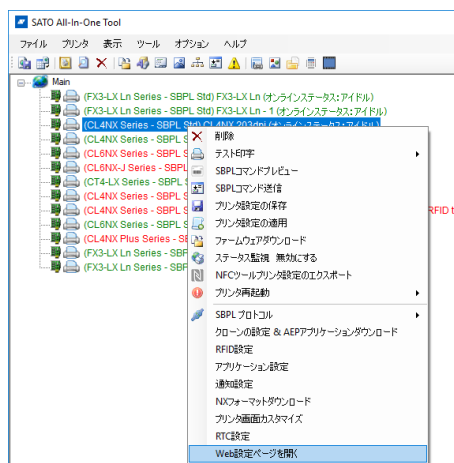 SATO All-In-One Tool
ファイル プリンタ 表示 ツール オプション ヘルプ
Main
(FX3-LX Ln Series - SBPL Std) FX3-LX Ln (オンラインステータス:アイドル)
(FX3-LX Ln Series - SBPL Std) FX3-LX Ln - 1 (オンラインステータス:アイドル)
(CL4NX Series - SBPL Std) CL4NX 203dpi (オンラインステータス:アイドル)
(CL4NX Series - SBPL S
(CL6NX Series - SBPL S
(CL6NX-J Series - SBPL
(CT4-LX Series - SBPL S
(CL4NX Series - SBPL S
(CL4NX Series - SBPL S
RFID t
(CL6NX Series - SBPL S
(CL4NX Plus Series - SB
(FX3-LX Ln Series - SBP
(FX3-LX Ln Series - SBP
削除
テスト印字
SBPLコマンドプレビュー
SBPLコマンド送信
プリンタ設定の保存
プリンタ設定の適用
ファームウェアダウンロード
ステータス監視 無効にする
NFCツールプリンタ設定のエクスポート
プリンタ再起動
SBPL プロトコル
クローンの設定 & AEPアプリケーションダウンロード
RFID設定
アプリケーション設定
通知設定
NXフォーマットダウンロード
プリンタ画面カスタマイズ
RTC設定
Web設定ページを開く